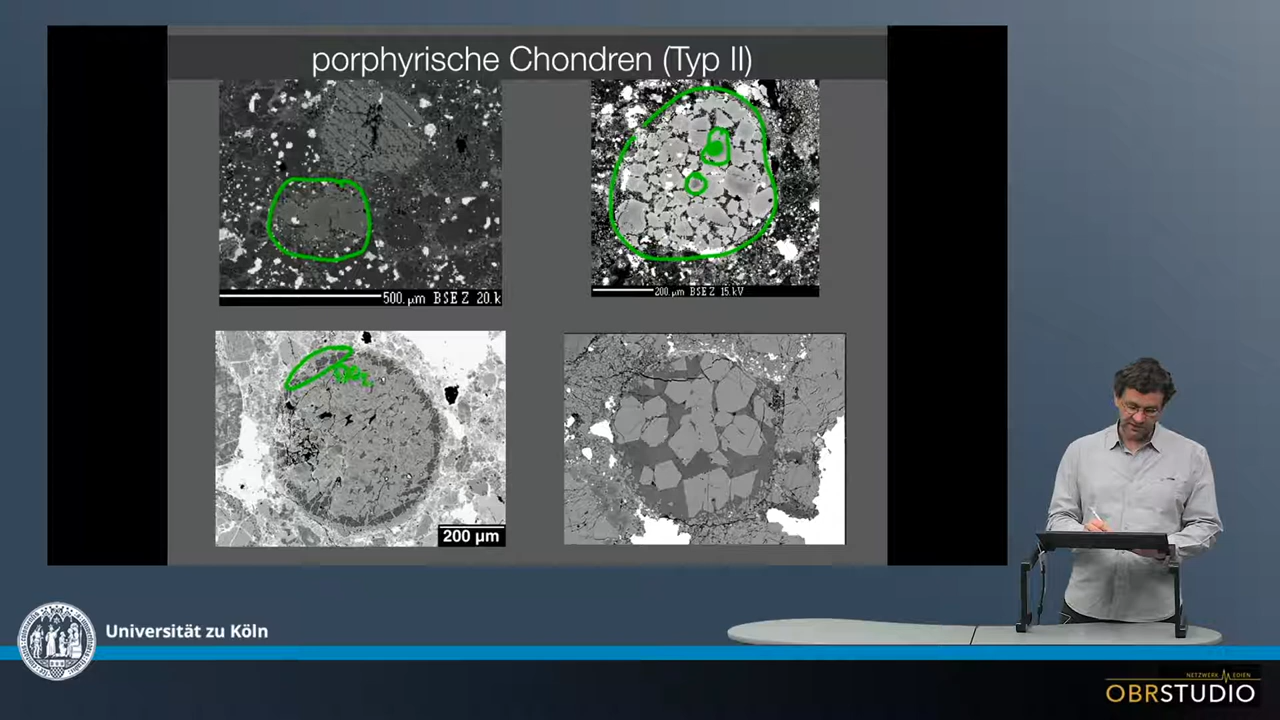 porphyrische Chondren (Typ II)
500. µm BSE Z 20.k
200. µm BSE Z 15.kV
200 µm
Universität zu Köln
NETZWERK MEDIEN
OBRSTUDIO